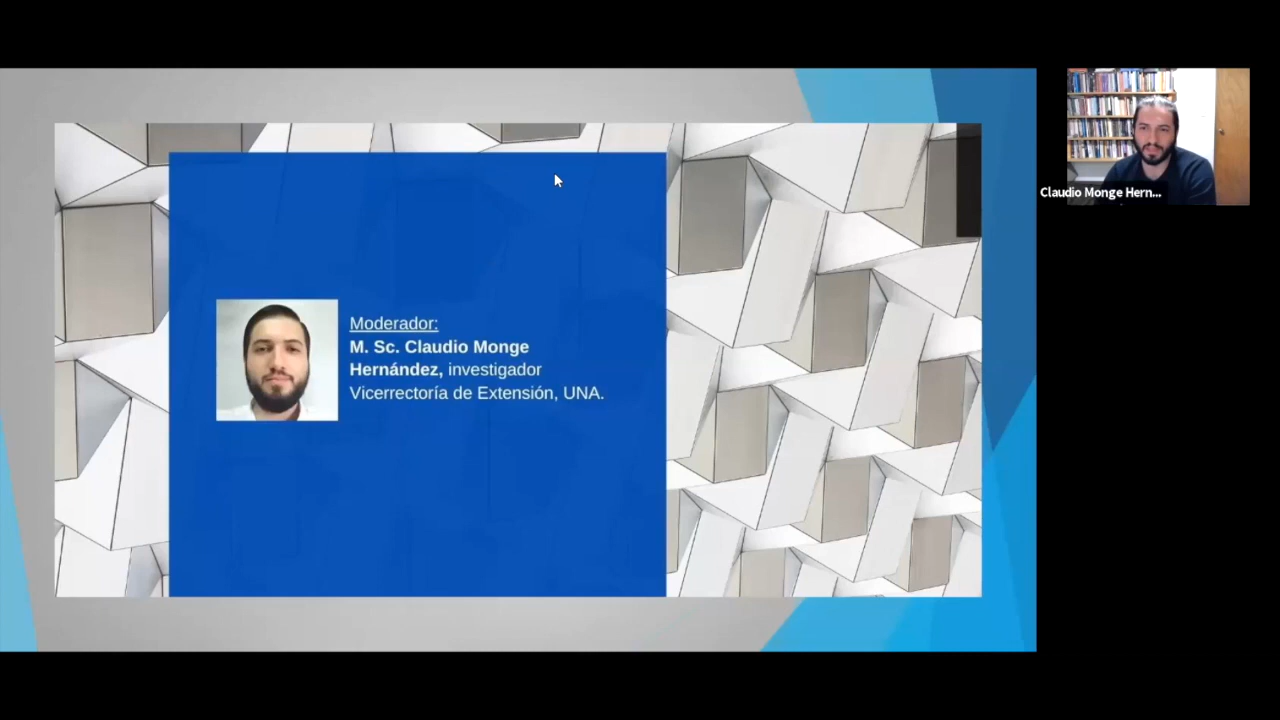 Moderador:
M. Sc. Claudio Monge
Hernández, investigador
Vicerrectoría de Extensión, UNA.
Claudio Monge Hern...